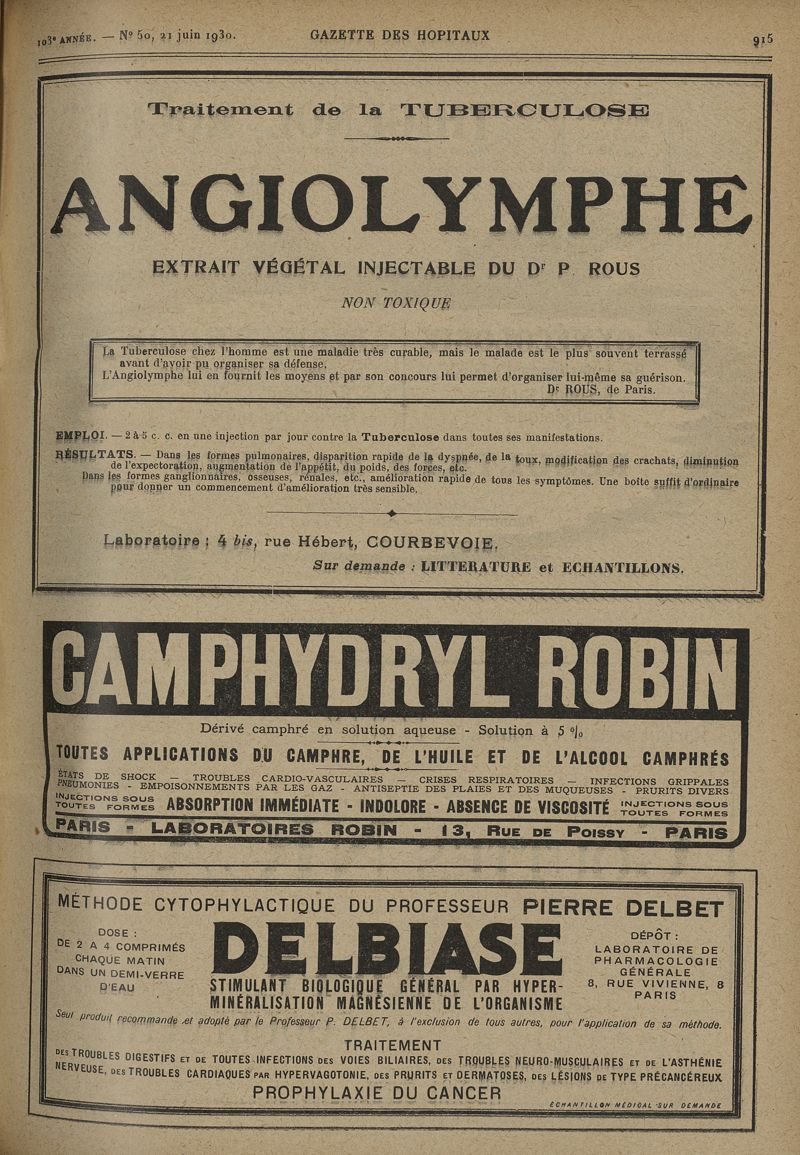 103e ANNÉE. — No 50, 21 juin 1930. GAZETTE DES HOPITAUX 915
Traitement de la TUBERCULOSE
ANGIOLYMPHE
EXTRAIT VÉGÉTAL INJECTABLE DU Dr P. ROUS
NON TOXIQUE
La Tuberculose chez l'homme est une maladie très curable, mais le malade est le plus souvent terrassé
avant d'avoir pu organiser sa défense,
L'Angiolymphe lui en fournit les moyens et par son concours lui permet d'organiser lui-même sa guérison.
Dr ROUS, de Paris.
EMPLOI. — 2 à 5 c. c. en une injection par jour contre la Tuberculose dans toutes ses manifestations.
RÉSULTATS. — Dans les formes pulmonaires, disparition rapide de la dyspnée, de la toux, modification des crachats, diminution
de l'expectoration, augmentation de l'appétit, du poids, des forces, etc.
Dans les formes ganglionnaires, osseuses, rénales, etc., amélioration rapide de tous les symptômes. Une boîte suffit d'ordinaire
pour donner un commencement d'amélioration très sensible.
Laboratoire : 4 bis, rue Hébert, COURBEVOIE.
Sur demande : LITTERATURE et ECHANTILLONS.
CAMPHYDRYL ROBIN
Dérivé camphré en solution aqueuse - Solution à 5 %
TOUTES APPLICATIONS DU CAMPHRE, DE L'HUILE ET DE L'ALCOOL CAMPHRÉS
ÉTATS DE SHOCK — TROUBLES CARDIO-VASCULAIRES — CRISES RESPIRATOIRES — INFECTIONS GRIPPALES
PNEUMONIES - EMPOISONNEMENTS PAR LES GAZ - ANTISEPTIE DES PLAIES ET DES MUQUEUSES - PRURITS DIVERS
INJECTIONS SOUS TOUTES FORMES ABSORPTION IMMÉDIATE - INDOLORE - ABSENCE DE VISCOSITÉ INJECTIONS SOUS TOUTES FORMES
PARIS - LABORATOIRES ROBIN - 13, RUE DE POISSY - PARIS
MÉTHODE CYTOPHYLACTIQUE DU PROFESSEUR PIERRE DELBET
DOSE :
DE 2 A 4 COMPRIMÉS
CHAQUE MATIN
DANS UN DEMI-VERRE
D'EAU
DELBIASE
STIMULANT BIOLOGIQUE GÉNÉRAL PAR HYPER-
MINÉRALISATION MAGNÉSIENNE DE L'ORGANISME
DÉPÔT :
LABORATOIRE DE
PHARMACOLOGIE
GÉNÉRALE
8, RUE VIVIENNE, 8
PARIS
Seul produit recommandé et adopté par le Professeur P. DELBET, à l'exclusion de tous autres, pour l'application de sa méthode.
TRAITEMENT
DES TROUBLES DIGESTIFS ET DE TOUTES INFECTIONS DES VOIES BILIAIRES, DES TROUBLES NEURO-MUSCULAIRES ET DE L'ASTHÉNIE
NERVEUSE, DES TROUBLES CARDIAQUES PAR HYPERVAGOTONIE, DES PRURITS ET DERMATOSES, DES LÉSIONS DE TYPE PRÉCANCÉREUX
PROPHYLAXIE DU CANCER
ÉCHANTILLON MÉDICAL SUR DEMANDE